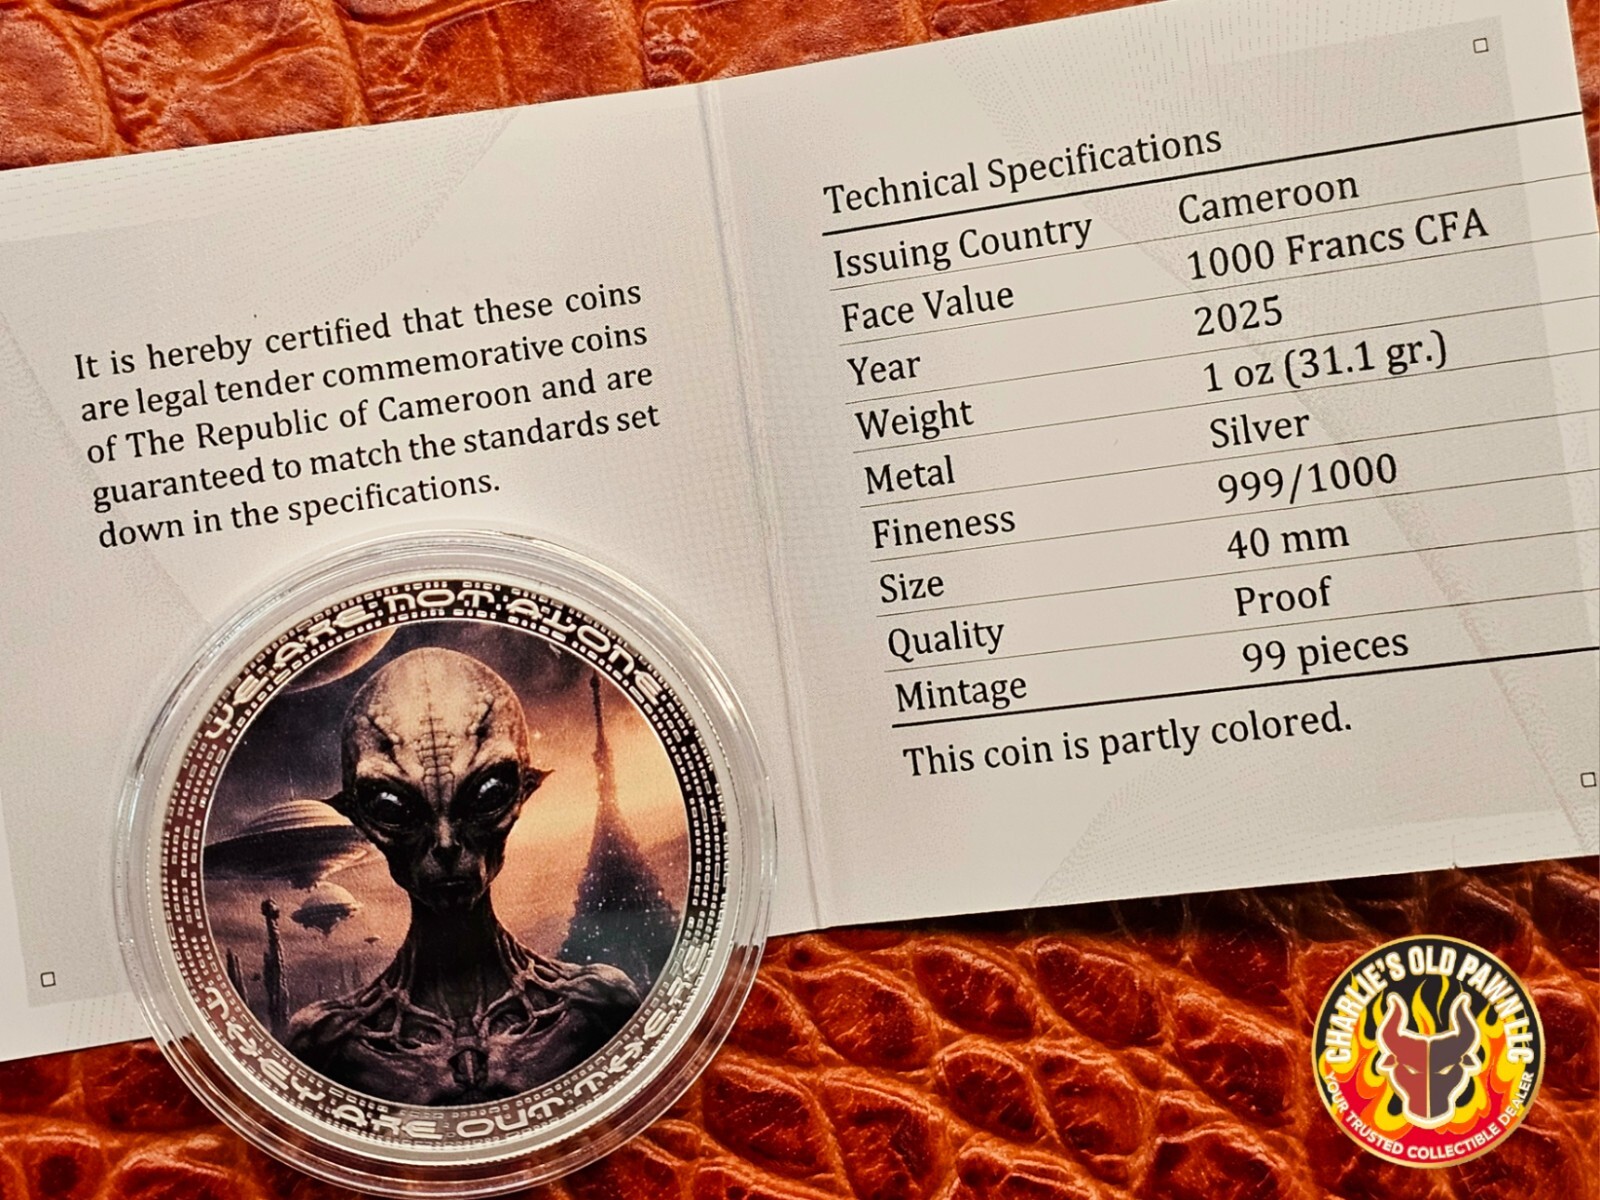 It is hereby certified that these coins
are legal tender commemorative coins
of The Republic of Cameroon and are
guaranteed to match the standards set
down in the specifications.
Technical Specifications
Issuing Country Cameroon
Face Value 1000 Francs CFA
Year 2025
Weight 1 oz (31.1 gr.)
Metal Silver
Fineness 999/1000
Size 40 mm
Quality Proof
Mintage 99 pieces
This coin is partly colored.
WE ARE NOT ALONE
THEY ARE OUT THERE
CHARLIE'S OLD PAWN LLC
YOUR TRUSTED COLLECTIBLE DEALER